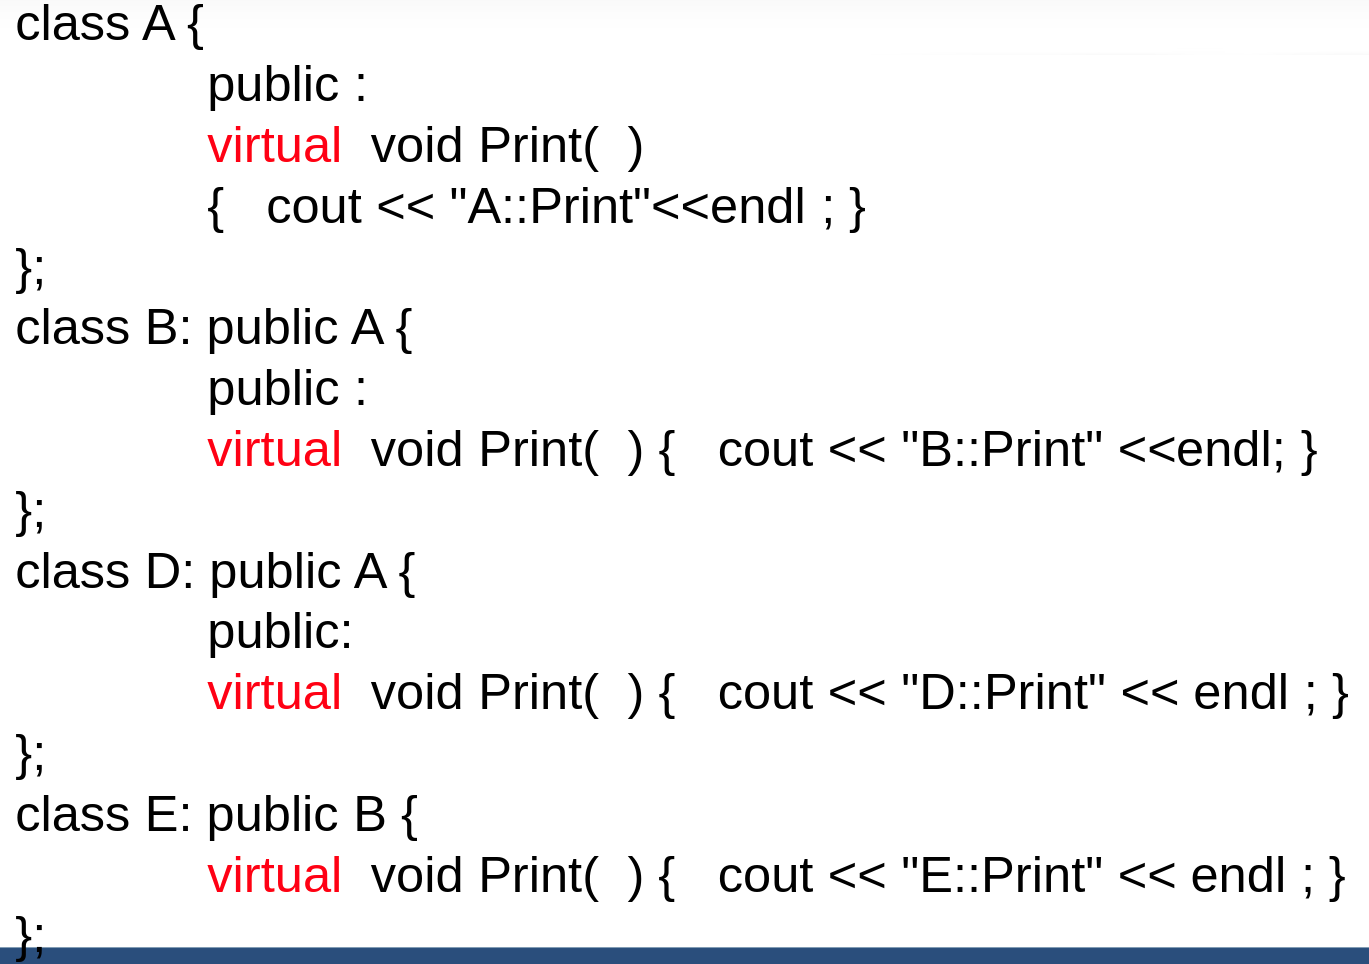 class A {
public :
virtual  void Print(  )
{   cout << "A::Print"<<endl ; }
};
class B: public A {
public :
virtual  void Print(  ) {   cout << "B::Print" <<endl; }
};
class D: public A {
public:
virtual  void Print(  ) {   cout << "D::Print" << endl ; }
};
class E: public B {
virtual  void Print(  ) {   cout << "E::Print" << endl ; }
};